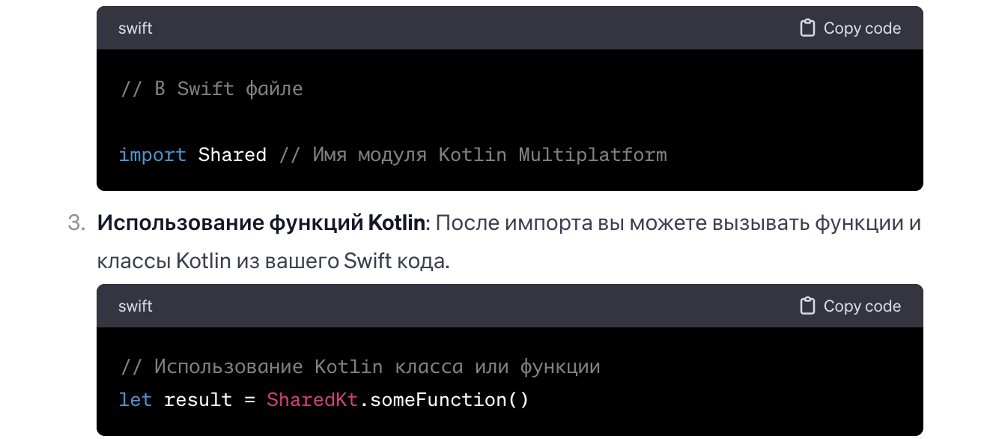 swift Copy code
// В Swift файле
import Shared // Имя модуля Kotlin Multiplatform
3. Использование функций Kotlin: После импорта вы можете вызывать функции и
классы Kotlin из вашего Swift кода.
swift Copy code
// Использование Kotlin класса или функции
let result = SharedKt.someFunction()